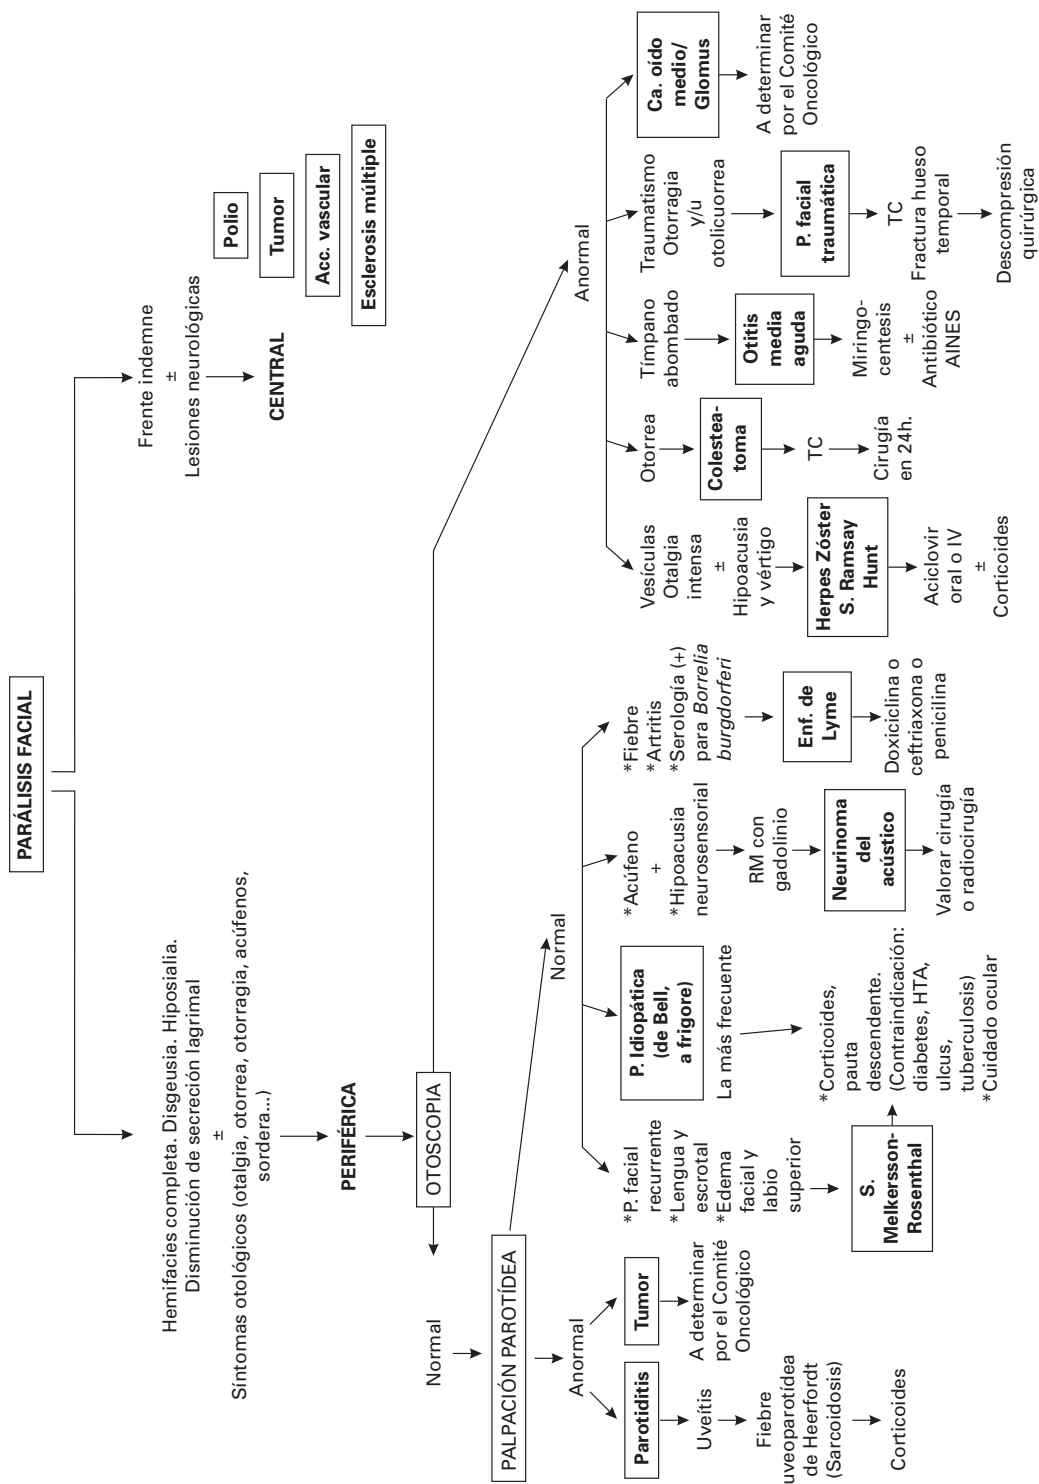 PARÁLISIS FACIAL
Hemifacies completa. Disgeusia. Hiposialia.
Disminución de secreción lagrimal
±
Síntomas otológicos (otalgia, otorrea, otorragia, acúfenos,
sordera...)
PERIFÉRICA
Frente indemne
±
Lesiones neurológicas
CENTRAL
Polio
Tumor
Acc. vascular
Esclerosis múltiple
OTOSCOPIA
Normal
PALPACIÓN PAROTÍDEA
Anormal
Parotiditis
Uveítis
Fiebre
uveoparotídea
de Heerfordt
(Sarcoidosis)
Corticoides
Tumor
A determinar
por el Comité
Oncológico
Normal
*P. facial
recurrente
*Lengua y
escrotal
*Edema
facial y
labio
superior
S.
Melkersson-
Rosenthal
P. Idiopática
(de Bell,
a frigore)
La más frecuente
*Corticoides,
pauta
descendente.
(Contraindicación:
diabetes, HTA,
ulcus,
tuberculosis)
*Cuidado ocular
*Acúfeno
+
*Hipoacusia
neurosensorial
RM con
gadolinio
Neurinoma
del
acústico
Valorar cirugía
o radiocirugía
*Fiebre
*Artritis
*Serología (+)
para Borrelia
burgdorferi
Enf. de
Lyme
Doxiciclina o
ceftriaxona o
penicilina
Anormal
Vesículas
Otalgia
intensa
±
Hipoacusia
y vértigo
Herpes Zóster
S. Ramsay
Hunt
Aciclovir
oral o IV
±
Corticoides
Otorrea
Colestea-
toma
TC
Cirugía
en 24h.
Tímpano
abombado
Otitis
media
aguda
Miringo-
centesis
±
Antibiótico
AINES
Traumatismo
Otorragia
y/u
otolicuorrea
P. facial
traumática
TC
Fractura hueso
temporal
Descompresión
quirúrgica
Ca. oído
medio/
Glomus
A determinar
por el Comité
Oncológico